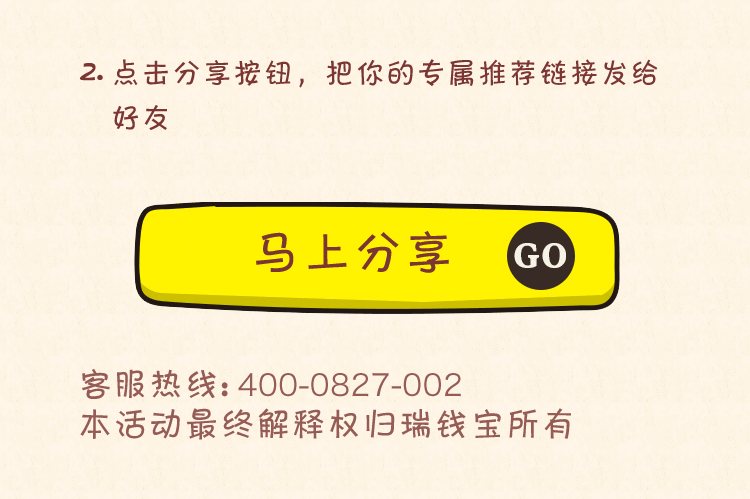 2. 点击分享按钮，把你的专属推荐链接发给
好友
马上分享 GO
客服热线：400-0827-002
本活动最终解释权归瑞钱宝所有